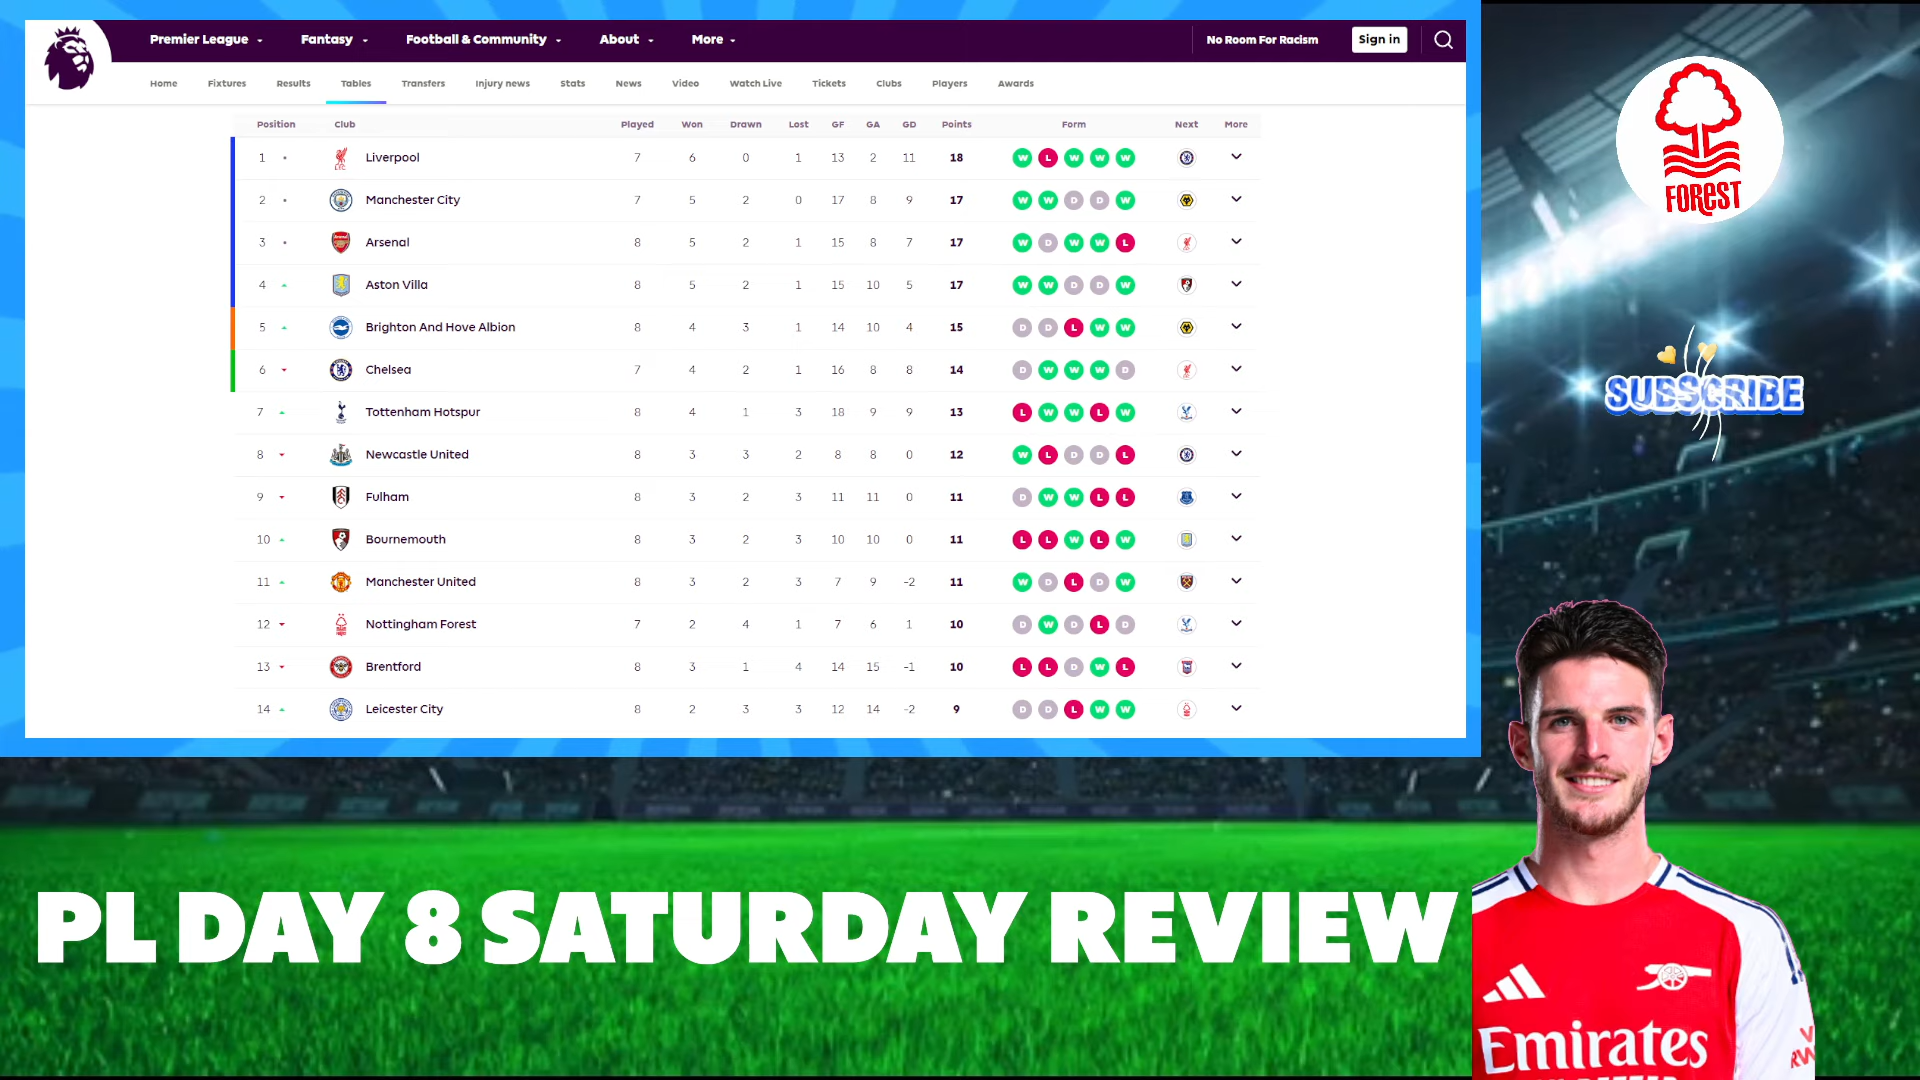 Premier League Fantasy Football & Community About More No Room For Racism Sign in
Home Fixtures Results Tables Transfers Injury news Stats News Video Watch Live Tickets Clubs Players Awards
Position Club Played Won Drawn Lost GF GA GD Points Form Next More
1 Liverpool 7 6 0 1 13 2 11 18 W L W W W
2 Manchester City 7 5 2 0 17 8 9 17 W W D D W
3 Arsenal 8 5 2 1 15 8 7 17 W D W W L
4 Aston Villa 8 5 2 1 15 10 5 17 W W D D W
5 Brighton And Hove Albion 8 4 3 1 14 10 4 15 D D L W W
6 Chelsea 7 4 2 1 16 8 8 14 D W W W D
7 Tottenham Hotspur 8 4 1 3 18 9 9 13 L W W L W
8 Newcastle United 8 3 3 2 8 8 0 12 W L D D L
9 Fulham 8 3 2 3 11 11 0 11 D W W L L
10 Bournemouth 8 3 2 3 10 10 0 11 L L W L W
11 Manchester United 8 3 2 3 7 9 -2 11 W D L D W
12 Nottingham Forest 7 2 4 1 7 6 1 10 D W D L D
13 Brentford 8 3 1 4 14 15 -1 10 L L D W L
14 Leicester City 8 2 3 3 12 14 -2 9 D D L W W
FOREST
SUBSCRIBE
PL DAY 8 SATURDAY REVIEW
Emirates